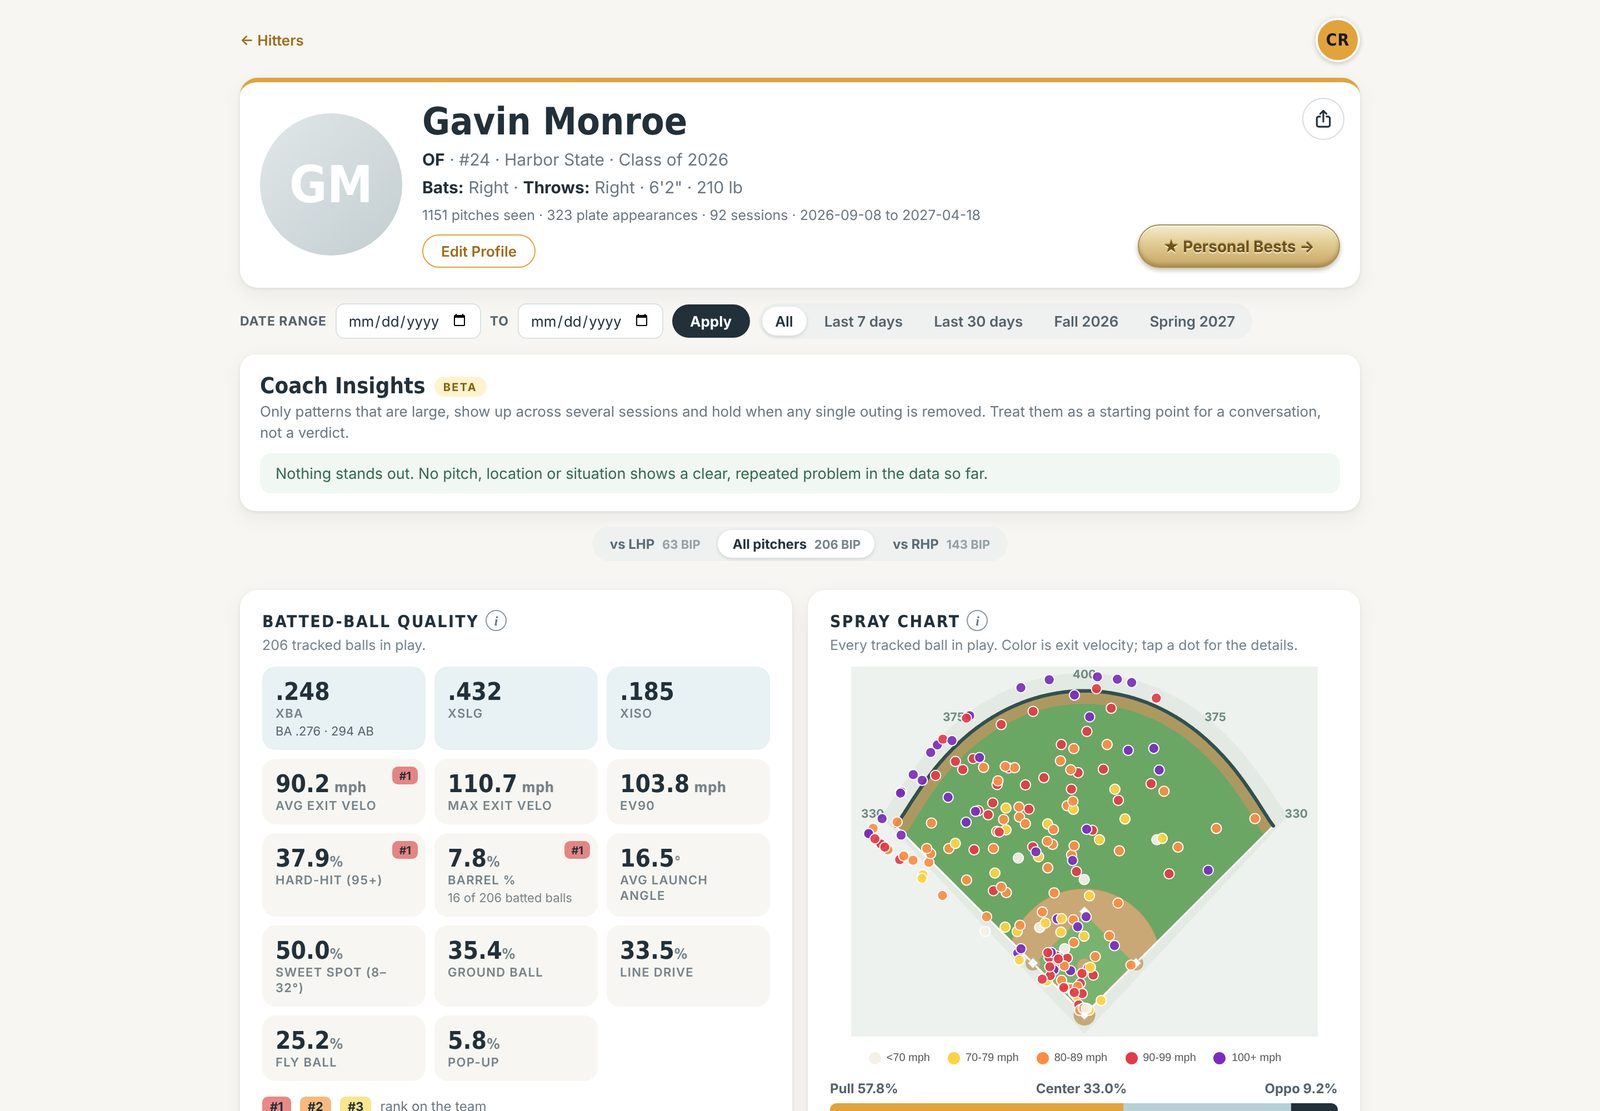 ← Hitters
CR
GM
Gavin Monroe
OF · #24 · Harbor State · Class of 2026
Bats: Right · Throws: Right · 6'2" · 210 lb
1151 pitches seen · 323 plate appearances · 92 sessions · 2026-09-08 to 2027-04-18
Edit Profile
★ Personal Bests →
DATE RANGE mm/dd/yyyy TO mm/dd/yyyy Apply All Last 7 days Last 30 days Fall 2026 Spring 2027
Coach Insights BETA
Only patterns that are large, show up across several sessions and hold when any single outing is removed. Treat them as a starting point for a conversation,
not a verdict.
Nothing stands out. No pitch, location or situation shows a clear, repeated problem in the data so far.
vs LHP 63 BIP All pitchers 206 BIP vs RHP 143 BIP
BATTED-BALL QUALITY i
206 tracked balls in play.
.248
XBA
BA .276 · 294 AB
.432
XSLG
.185
XISO
90.2 mph #1
AVG EXIT VELO
110.7 mph
MAX EXIT VELO
103.8 mph
EV90
37.9% #1
HARD-HIT (95+)
7.8% #1
BARREL %
16 of 206 batted balls
16.5°
AVG LAUNCH
ANGLE
50.0%
SWEET SPOT (8–
32°)
35.4%
GROUND BALL
33.5%
LINE DRIVE
25.2%
FLY BALL
5.8%
POP-UP
#1 #2 #3 rank on the team
SPRAY CHART i
Every tracked ball in play. Color is exit velocity; tap a dot for the details.
400
375 375
330 330
<70 mph 70-79 mph 80-89 mph 90-99 mph 100+ mph
Pull 57.8% Center 33.0% Oppo 9.2%